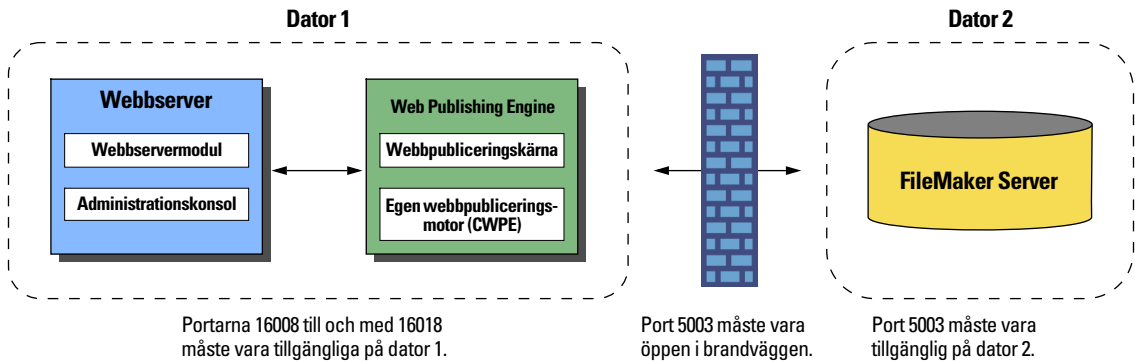 Dator 1
Dator 2
Webbserver
Webbservermodul
Administrationskonsol
Web Publishing Engine
Webbpubliceringskärna
Egen webbpublicerings-
motor (CWPE)
FileMaker Server
Portarna 16008 till och med 16018
måste vara tillgängliga på dator 1.
Port 5003 måste vara
öppen i brandväggen.
Port 5003 måste vara
tillgänglig på dator 2.